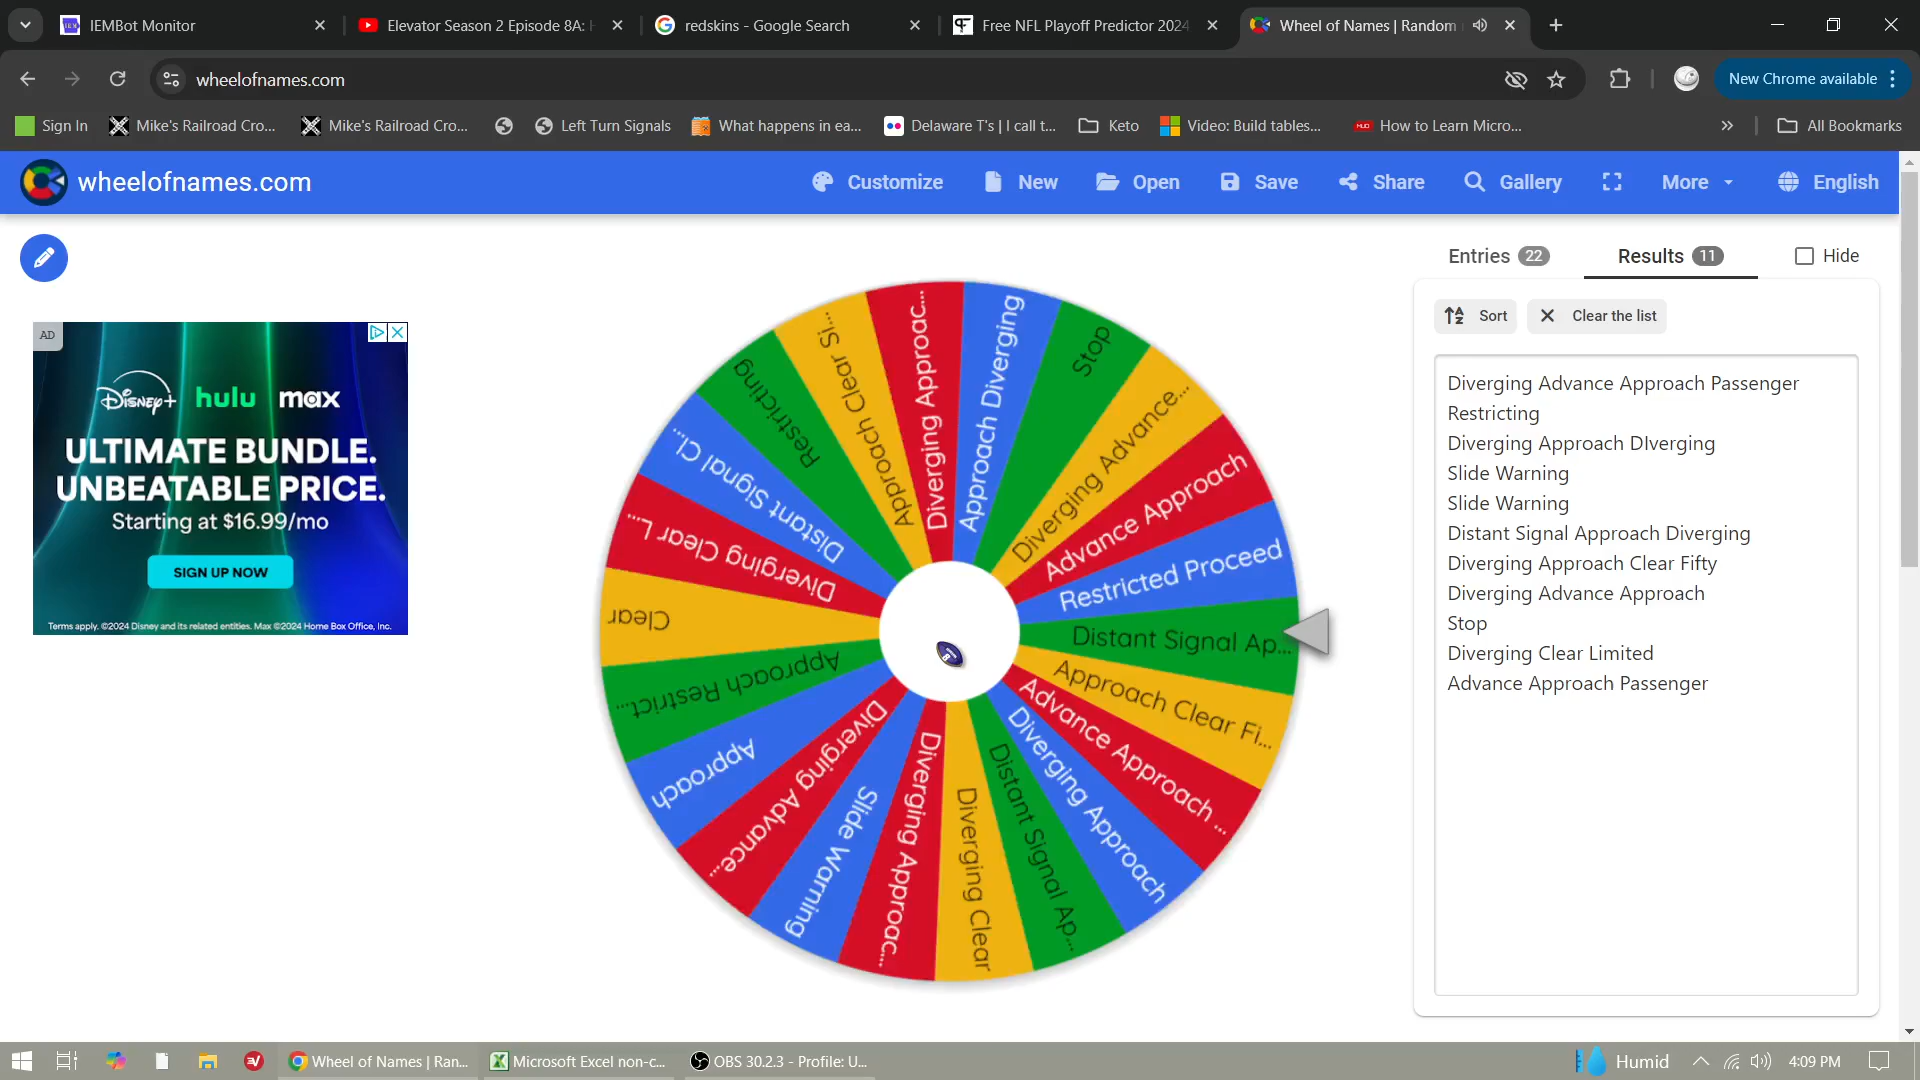 IEMBot Monitor
Elevator Season 2 Episode 8A: H
redskins - Google Search
Free NFL Playoff Predictor 2024
Wheel of Names | Random
wheelofnames.com
New Chrome available
Sign In
Mike's Railroad Cro...
Mike's Railroad Cro...
Left Turn Signals
What happens in ea...
Delaware T's | I call t...
Keto
Video: Build tables...
How to Learn Micro...
All Bookmarks
wheelofnames.com
Customize
New
Open
Save
Share
Gallery
More
English
Entries 22
Results 11
Hide
Sort
Clear the list
AD
Disney+ hulu max
ULTIMATE BUNDLE.
UNBEATABLE PRICE.
Starting at $16.99/mo
SIGN UP NOW
Terms apply. ©2024 Disney and its related entities. Max ©2024 Home Box Office, Inc.
Diverging Approac...
Approach Diverging
Stop
Diverging Advance...
Advance Approach
Restricted Proceed
Distant Signal Ap...
Approach Clear Fi...
Advance Approach ...
Diverging Approach
Distant Signal Ap...
Diverging Clear
Diverging Approac...
Slide Warning
Diverging Advance...
Approach
Approach Restrict...
Clear
Diverging Clear L...
Distant Signal Cl...
Restricting
Approach Clear Si...
Diverging Advance Approach Passenger
Restricting
Diverging Approach DIverging
Slide Warning
Slide Warning
Distant Signal Approach Diverging
Diverging Approach Clear Fifty
Diverging Advance Approach
Stop
Diverging Clear Limited
Advance Approach Passenger
Wheel of Names | Ran...
Microsoft Excel non-c...
OBS 30.2.3 - Profile: U...
Humid
4:09 PM